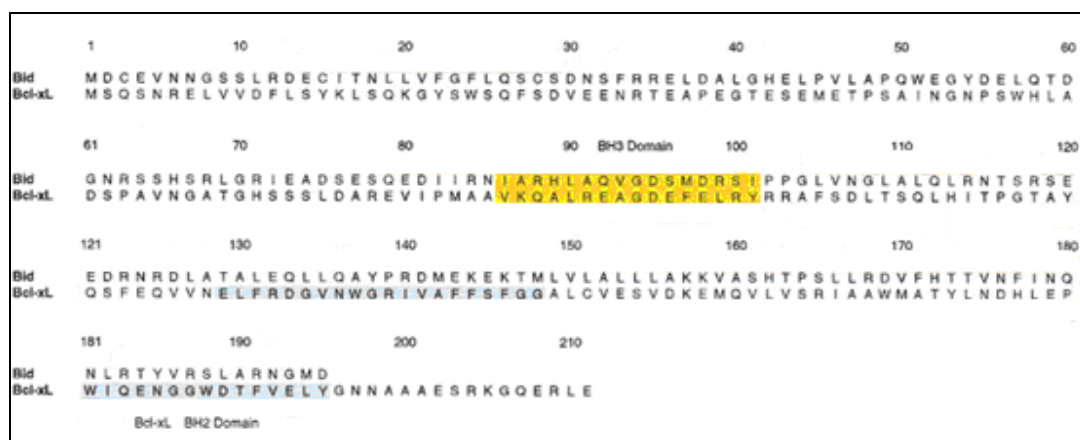 1 10 20 30 40 50 60
Bid M D C E V N N G S S L R D E C I T N L L V F G F L Q S C S D N S F R R E L D A L G H E L P V L A P Q W E G Y D E L Q T D
Bcl-xL M S Q S N R E L V V D F L S Y K L S Q K G Y S W S Q F S D V E E N R T E A P E G T E S E M E T P S A I N G N P S W H L A
61 70 80 90 BH3 Domain 100 110 120
Bid G N R S S H S R L G R I E A D S E S Q E D I I R N I A R H L A Q V G D S M D R S I P P G L V N G L A L Q L R N T S R S E
Bcl-xL D S P A V N G A T G H S S S L D A R E V I P M A A V K Q A L R E A G D E F E L R Y R R A F S D L T S Q L H I T P G T A Y
121 130 140 150 160 170 180
Bid E D R N R D L A T A L E Q L L Q A Y P R D M E K E K T M L V L A L L L A K K V A S H T P S L L R D V F H T T V N F I N Q
Bcl-xL Q S F E Q V V N E L F R D G V N W G R I V A F F S F G G A L C V E S V D K E M Q V L V S R I A A W M A T Y L N D H L E P
181 190 200 210
Bid N L R T Y V R S L A R N G M D
Bcl-xL W I Q E N G G W D T F V E L Y G N N A A A E S R K G Q E R L E
Bcl-xL BH2 Domain